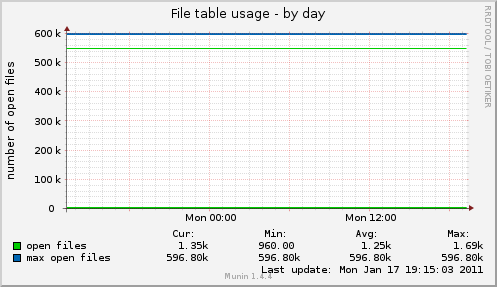 File table usage - by day
RRDTOOL / TOBI OETIKER
number of open files
600 k
500 k
400 k
300 k
200 k
100 k
0
Mon 00:00 Mon 12:00
Cur: Min: Avg: Max:
open files 1.35k 960.00 1.25k 1.69k
max open files 596.80k 596.80k 596.80k 596.80k
Last update: Mon Jan 17 19:15:03 2011
Munin 1.4.4